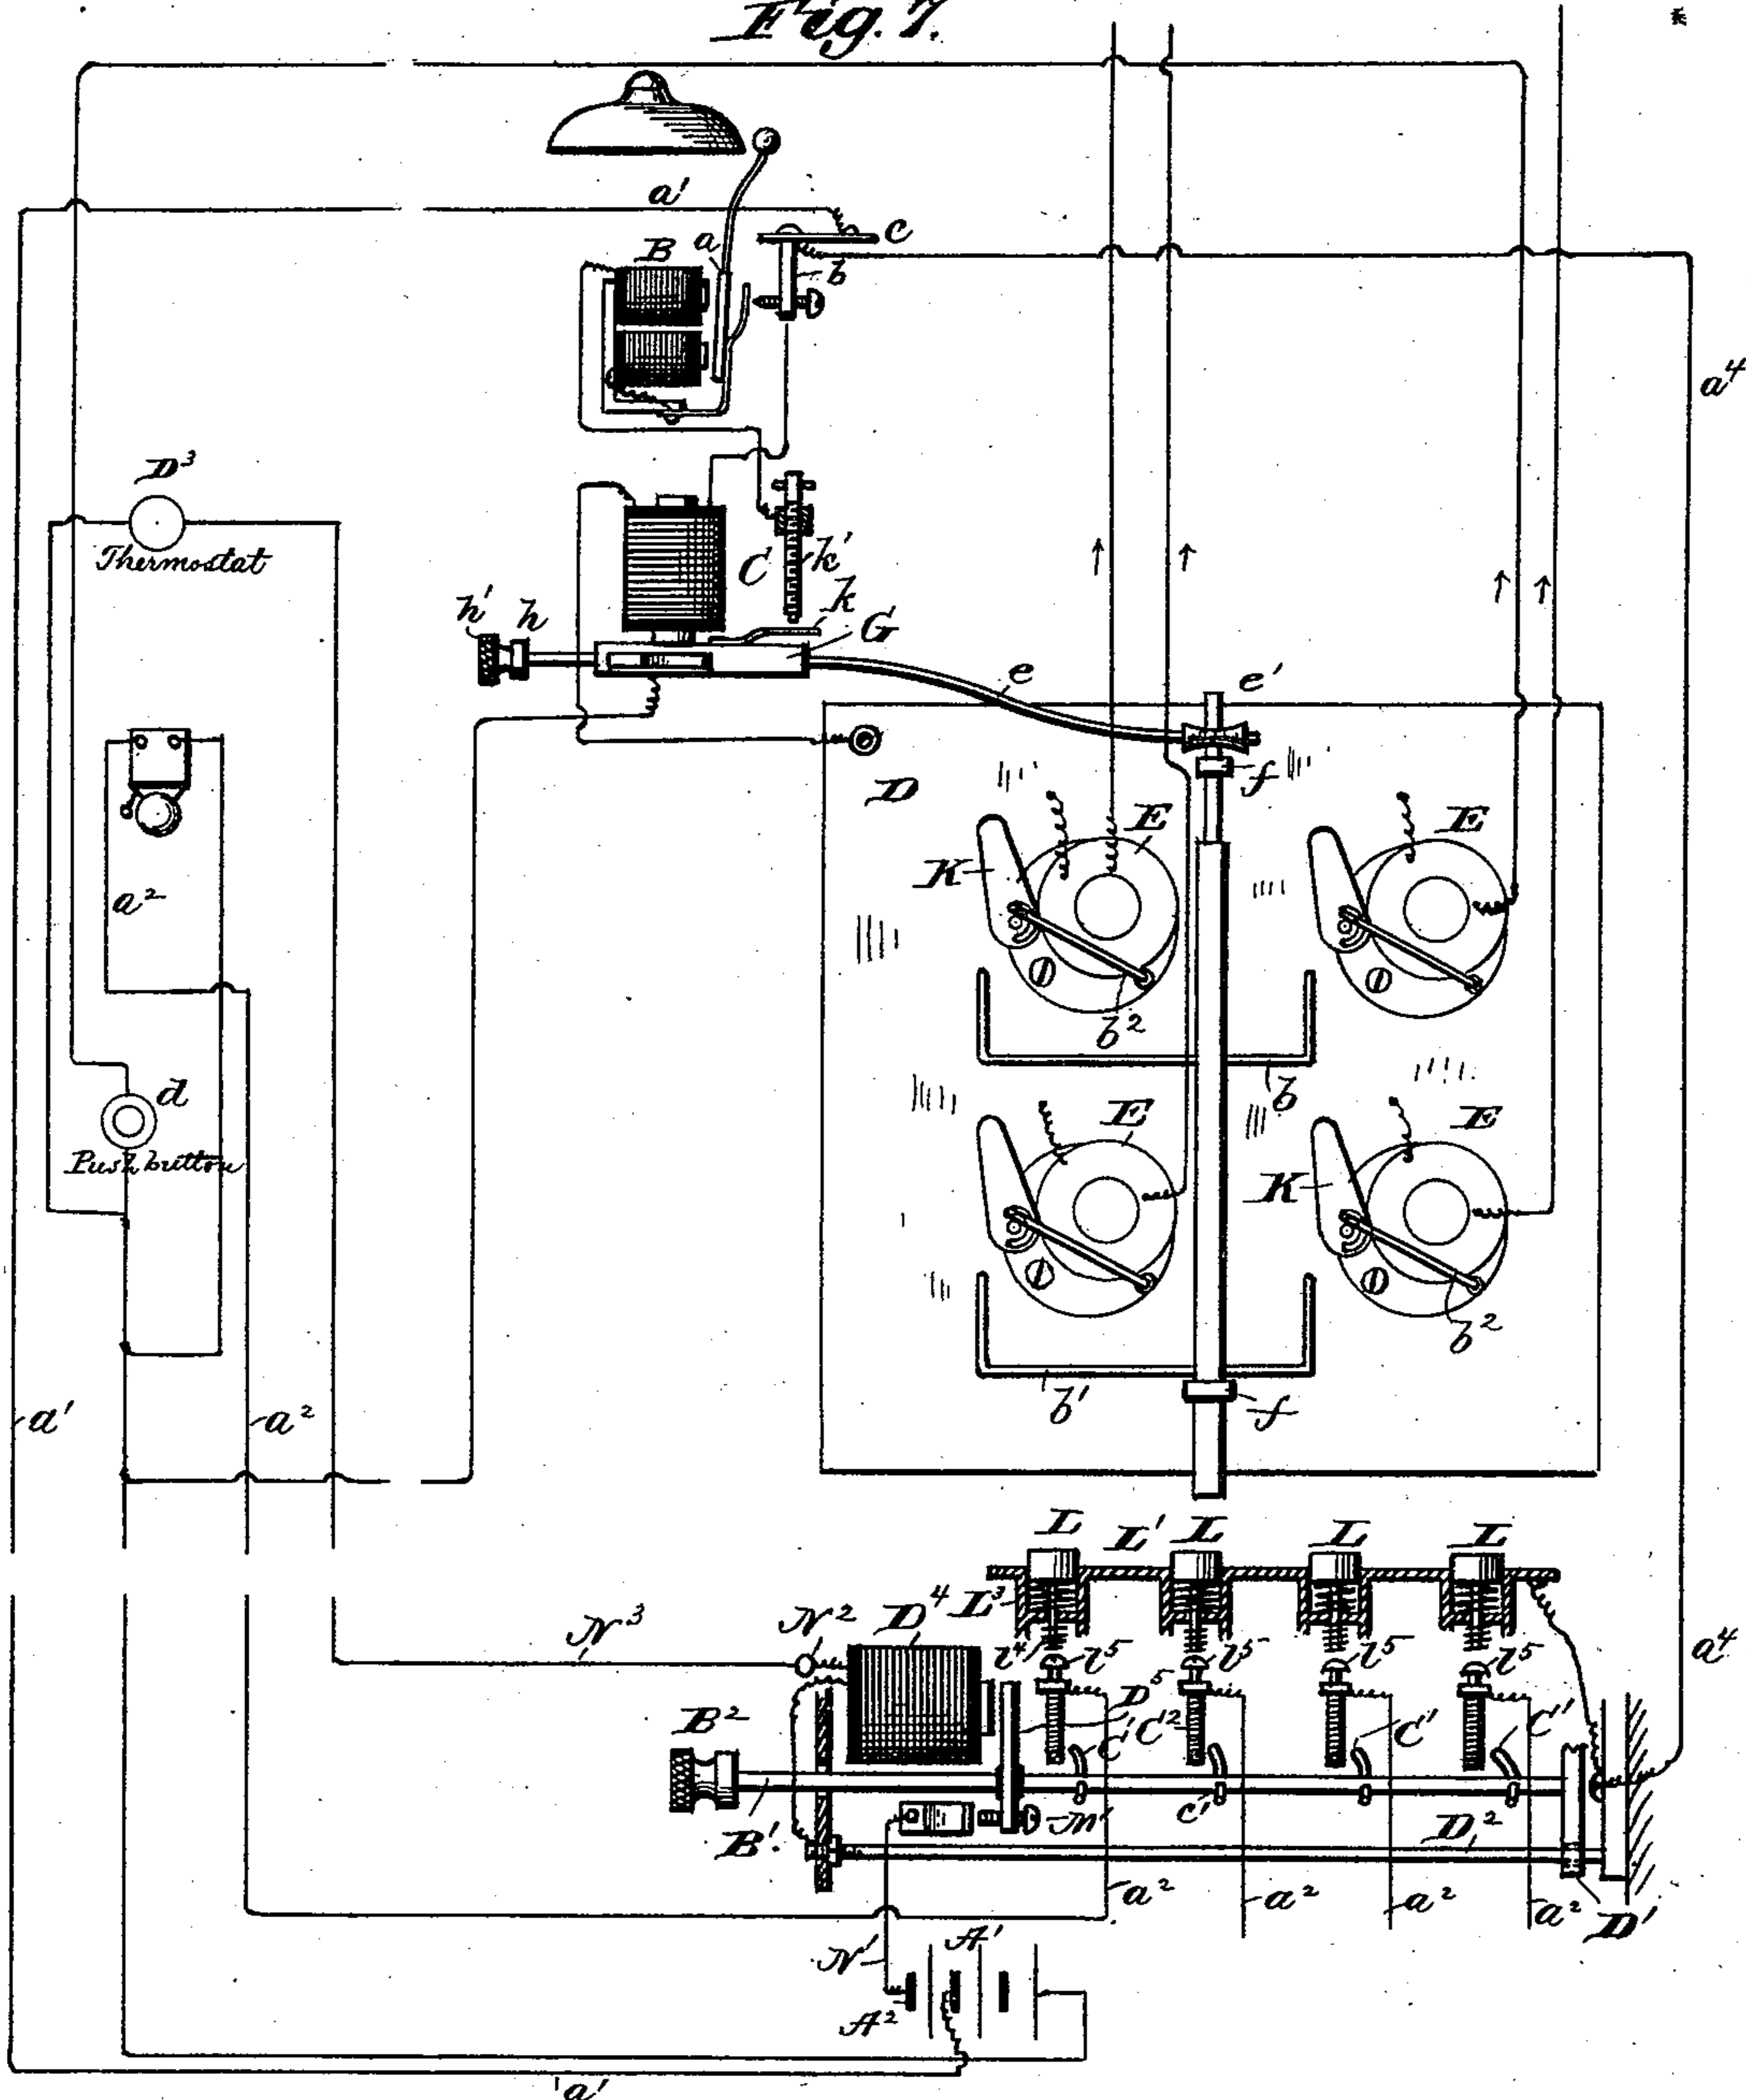 Fig. 7.
a'
c
B
a
b
a⁴
D³
Thermostat
C
k'
h'
h
k
G
e
e'
f
D
E
E
K
a²
b²
b
d
Push button
E
E
K
b²
b'
f
a'
a²
L
L'
L
L
L
N³
N²
D⁴
L³
l⁴
l⁵
l⁵
l⁵
l⁵
a⁴
D⁵
B²
C'
C²
C'
C'
c'
M'
B'
D²
a²
a²
a²
a²
D'
N'
A'
A²
a'